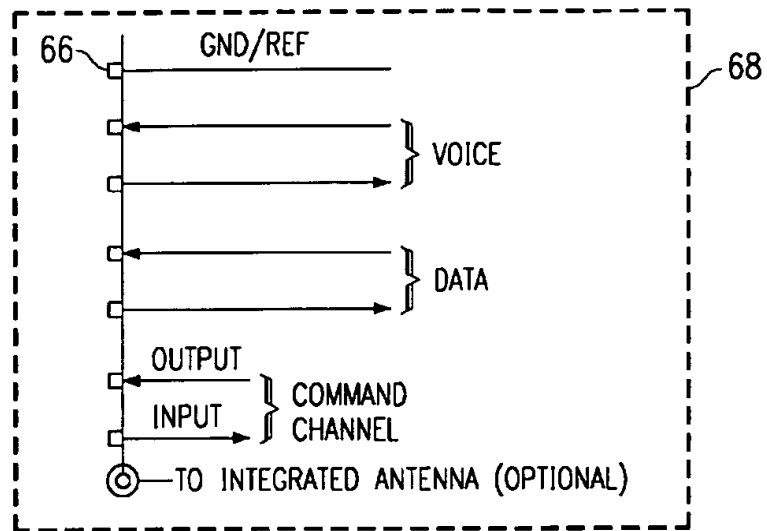 66
GND/REF
68
VOICE
DATA
OUTPUT
INPUT
COMMAND
CHANNEL
TO INTEGRATED ANTENNA (OPTIONAL)